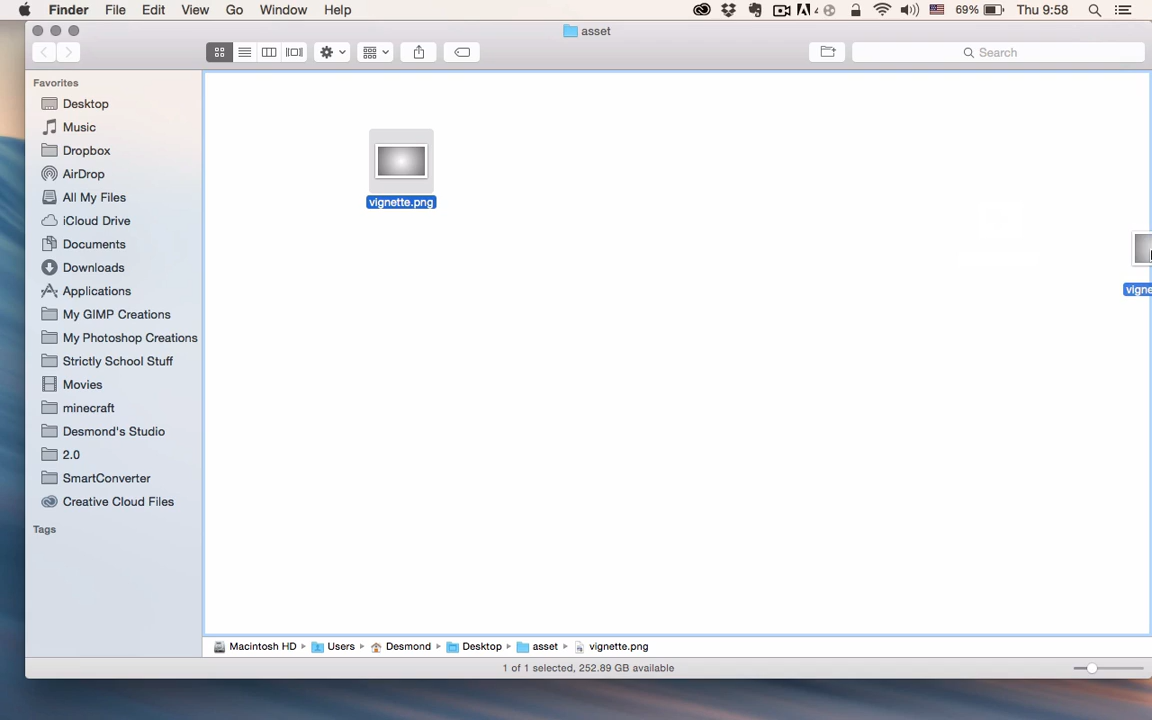 Finder File Edit View Go Window Help 4 69% Thu 9:58
asset
Search
Favorites
Desktop
Music
Dropbox
AirDrop
All My Files
iCloud Drive
Documents
Downloads
Applications
My GIMP Creations
My Photoshop Creations
Strictly School Stuff
Movies
minecraft
Desmond's Studio
2.0
SmartConverter
Creative Cloud Files
Tags
vignette.png
vigne
Macintosh HD Users Desmond Desktop asset vignette.png
1 of 1 selected, 252.89 GB available